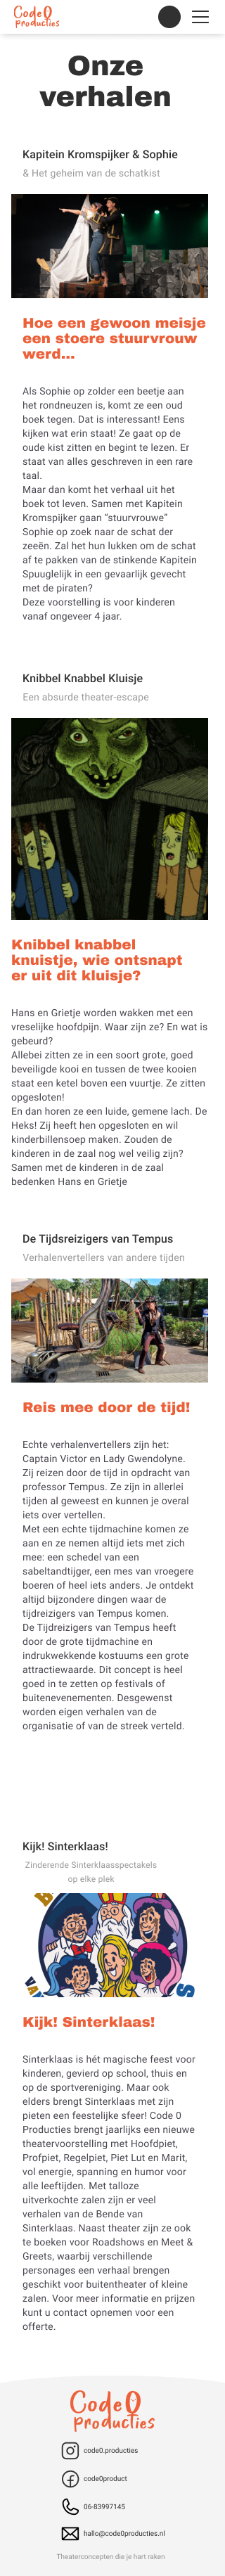 Code 0
Producties
Onze
verhalen
Kapitein Kromspijker & Sophie
& Het geheim van de schatkist
Hoe een gewoon meisje
een stoere stuurvrouw
werd...
Als Sophie op zolder een beetje aan
het rondneuzen is, komt ze een oud
boek tegen. Dat is interessant! Eens
kijken wat erin staat! Ze gaat op de
oude kist zitten en begint te lezen. Er
staat van alles geschreven in een rare
taal.
Maar dan komt het verhaal uit het
boek tot leven. Samen met Kapitein
Kromspijker gaan “stuurvrouwe”
Sophie op zoek naar de schat der
zeeën. Zal het hun lukken om de schat
af te pakken van de stinkende Kapitein
Spuuglelijk in een gevaarlijk gevecht
met de piraten?
Deze voorstelling is voor kinderen
vanaf ongeveer 4 jaar.
Knibbel Knabbel Kluisje
Een absurde theater-escape
Knibbel knabbel
knuistje, wie ontsnapt
er uit dit kluisje?
Hans en Grietje worden wakken met een
vreselijke hoofdpijn. Waar zijn ze? En wat is
gebeurd?
Allebei zitten ze in een soort grote, goed
beveiligde kooi en tussen de twee kooien
staat een ketel boven een vuurtje. Ze zitten
opgesloten!
En dan horen ze een luide, gemene lach. De
Heks! Zij heeft hen opgesloten en wil
kinderbillensoep maken. Zouden de
kinderen in de zaal nog wel veilig zijn?
Samen met de kinderen in de zaal
bedenken Hans en Grietje
De Tijdsreizigers van Tempus
Verhalenvertellers van andere tijden
Reis mee door de tijd!
Echte verhalenvertellers zijn het:
Captain Victor en Lady Gwendolyne.
Zij reizen door de tijd in opdracht van
professor Tempus. Ze zijn in allerlei
tijden al geweest en kunnen je overal
iets over vertellen.
Met een echte tijdmachine komen ze
aan en ze nemen altijd iets met zich
mee: een schedel van een
sabeltandtijger, een mes van vroegere
boeren of heel iets anders. Je ontdekt
altijd bijzondere dingen waar de
tijdreizigers van Tempus komen.
De Tijdreizigers van Tempus heeft
door de grote tijdmachine en
indrukwekkende kostuums een grote
attractiewaarde. Dit concept is heel
goed in te zetten op festivals of
buitenevenementen. Desgewenst
worden eigen verhalen van de
organisatie of van de streek verteld.
Kijk! Sinterklaas!
Zinderende Sinterklaasspectakels
op elke plek
Kijk! Sinterklaas!
Sinterklaas is hét magische feest voor
kinderen, gevierd op school, thuis en
op de sportvereniging. Maar ook
elders brengt Sinterklaas met zijn
pieten een feestelijke sfeer! Code 0
Producties brengt jaarlijks een nieuwe
theatervoorstelling met Hoofdpiet,
Profpiet, Regelpiet, Piet Lut en Marit,
vol energie, spanning en humor voor
alle leeftijden. Met talloze
uitverkochte zalen zijn er veel
verhalen van de Bende van
Sinterklaas. Naast theater zijn ze ook
te boeken voor Roadshows en Meet &
Greets, waarbij verschillende
personages een verhaal brengen
geschikt voor buitentheater of kleine
zalen. Voor meer informatie en prijzen
kunt u contact opnemen voor een
offerte.
Code 0
Producties
code0.producties
code0product
06-83997145
hallo@code0producties.nl
Theaterconcepten die je hart raken